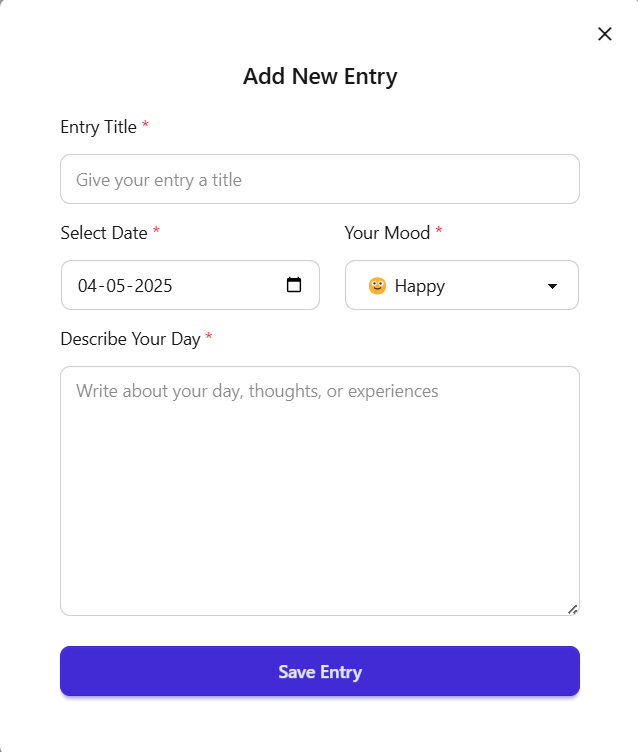 Add New Entry
Entry Title *
Give your entry a title
Select Date * Your Mood *
04-05-2025 Happy
Describe Your Day *
Write about your day, thoughts, or experiences
Save Entry